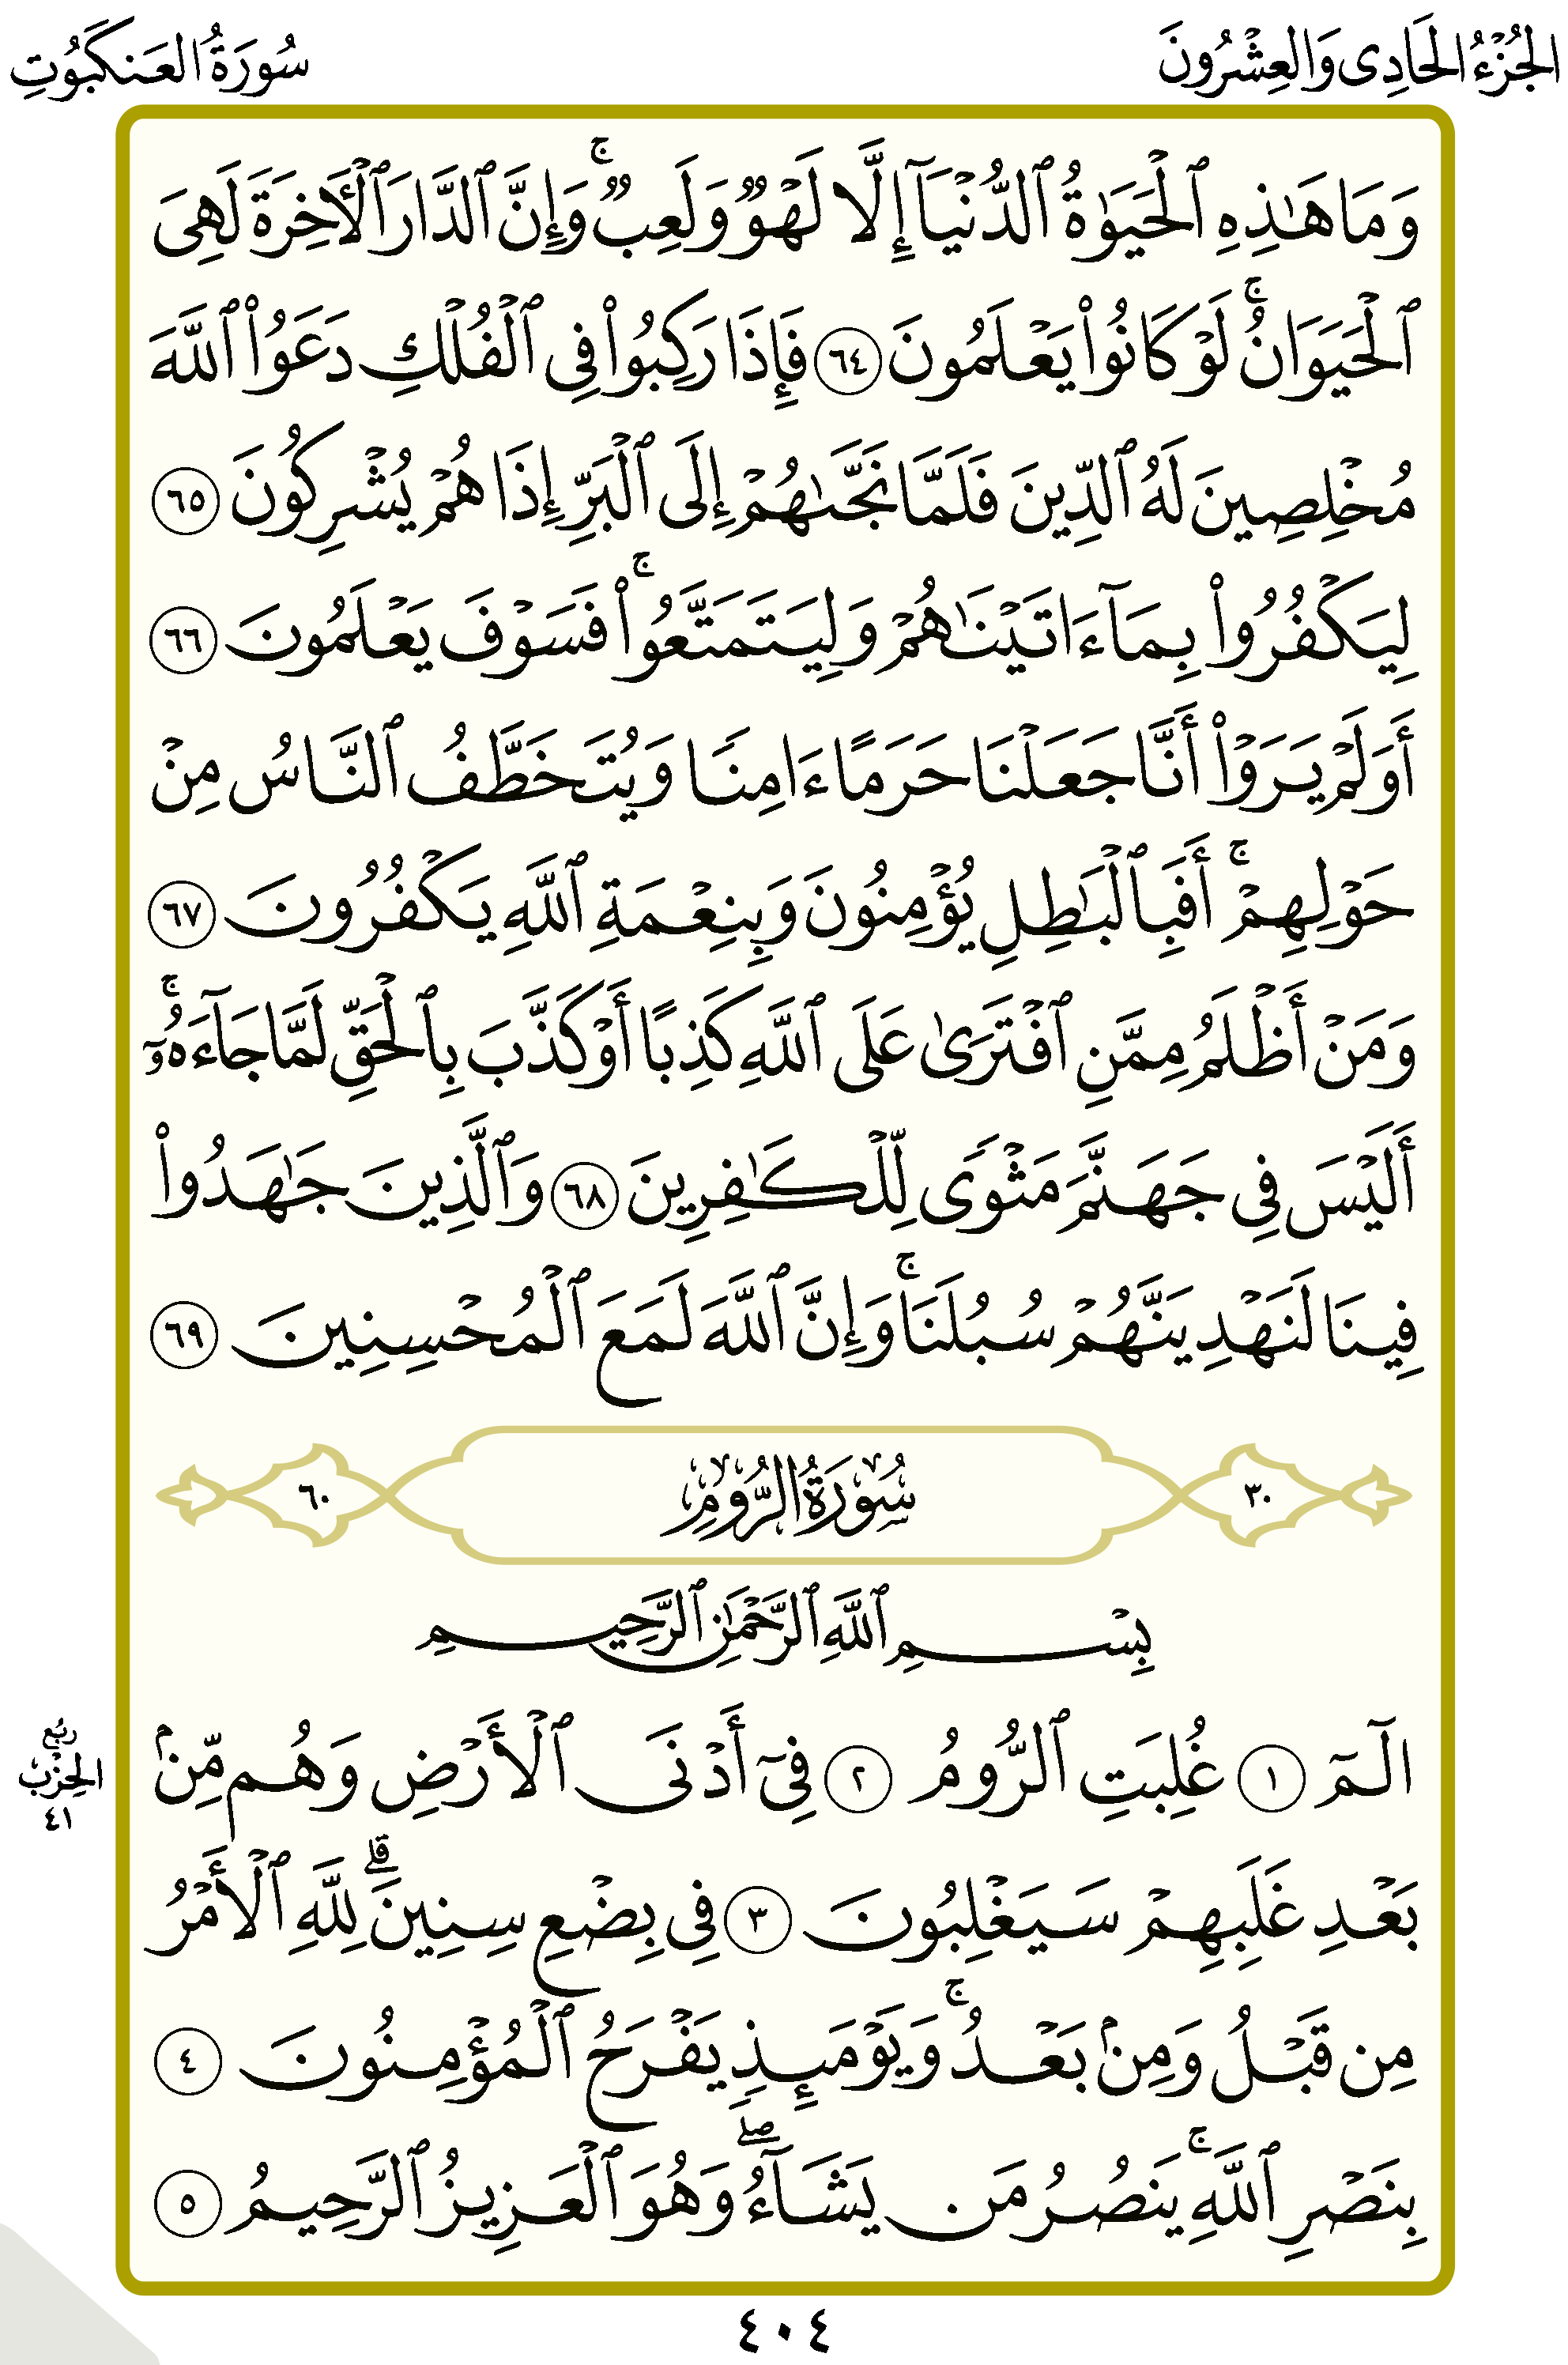 الجُزْءُ الحَادِى وَالعِشْرُونَ
سُورَةُ العَنكَبُوتِ
وَمَا هَٰذِهِ ٱلْحَيَوٰةُ ٱلدُّنْيَآ إِلَّا لَهْوٌ وَلَعِبٌ ۚ وَإِنَّ ٱلدَّارَ ٱلْأَخِرَةَ لَهِىَ
ٱلْحَيَوَانُ ۚ لَوْ كَانُوا۟ يَعْلَمُونَ ٦٤ فَإِذَا رَكِبُوا۟ فِى ٱلْفُلْكِ دَعَوُا۟ ٱللَّهَ
مُخْلِصِينَ لَهُ ٱلدِّينَ فَلَمَّا نَجَّىٰهُمْ إِلَى ٱلْبَرِّ إِذَا هُمْ يُشْرِكُونَ ٦٥
لِيَكْفُرُوا۟ بِمَآ ءَاتَيْنَٰهُمْ وَلِيَتَمَتَّعُوا۟ ۚ فَسَوْفَ يَعْلَمُونَ ٦٦
أَوَلَمْ يَرَوْا۟ أَنَّا جَعَلْنَا حَرَمًا ءَامِنًا وَيُتَخَطَّفُ ٱلنَّاسُ مِنْ
حَوْلِهِمْ ۚ أَفَبِٱلْبَٰطِلِ يُؤْمِنُونَ وَبِنِعْمَةِ ٱللَّهِ يَكْفُرُونَ ٦٧
وَمَنْ أَظْلَمُ مِمَّنِ ٱفْتَرَىٰ عَلَى ٱللَّهِ كَذِبًا أَوْ كَذَّبَ بِٱلْحَقِّ لَمَّا جَآءَهُۥٓ ۚ
أَلَيْسَ فِى جَهَنَّمَ مَثْوًى لِّلْكَٰفِرِينَ ٦٨ وَٱلَّذِينَ جَٰهَدُوا۟
فِينَا لَنَهْدِيَنَّهُمْ سُبُلَنَا ۚ وَإِنَّ ٱللَّهَ لَمَعَ ٱلْمُحْسِنِينَ ٦٩
٣٠ سُورَةُ الرُّومِ ٦٠
بِسْمِ ٱللَّهِ ٱلرَّحْمَٰنِ ٱلرَّحِيمِ
الٓمٓ ١ غُلِبَتِ ٱلرُّومُ ٢ فِىٓ أَدْنَى ٱلْأَرْضِ وَهُم مِّنۢ
رُبُع
الحِزْب
٤١
بَعْدِ غَلَبِهِمْ سَيَغْلِبُونَ ٣ فِى بِضْعِ سِنِينَ ۗ لِلَّهِ ٱلْأَمْرُ
مِن قَبْلُ وَمِنۢ بَعْدُ ۚ وَيَوْمَئِذٍ يَفْرَحُ ٱلْمُؤْمِنُونَ ٤
بِنَصْرِ ٱللَّهِ ۚ يَنصُرُ مَن يَشَآءُ ۖ وَهُوَ ٱلْعَزِيزُ ٱلرَّحِيمُ ٥
٤٠٤